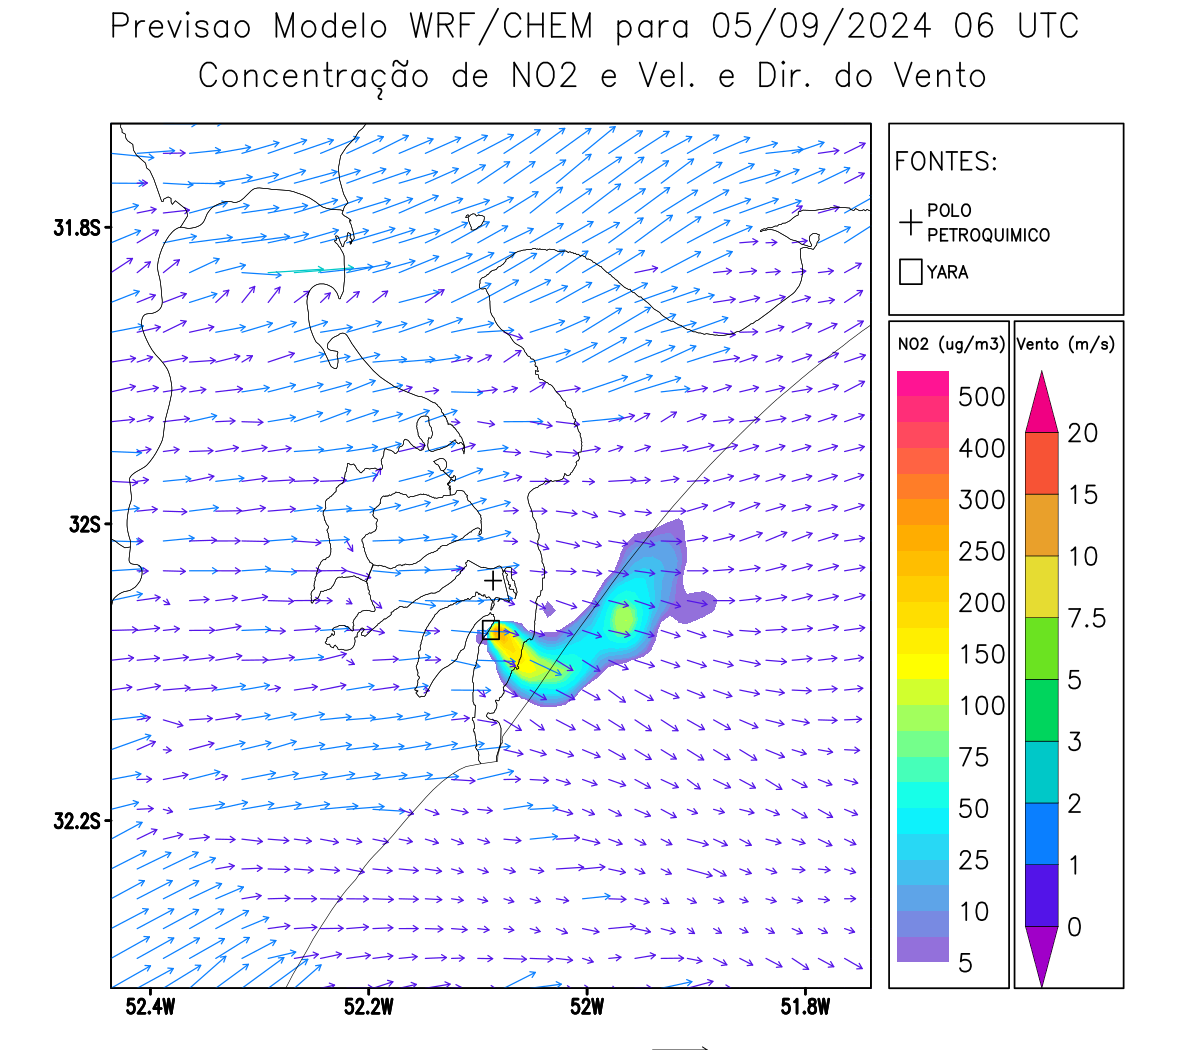 Previsao Modelo WRF/CHEM para 05/09/2024 06 UTC
Concentração de NO2 e Vel. e Dir. do Vento
FONTES:
POLO
PETROQUIMICO
YARA
NO2 (ug/m3)
500
400
300
250
200
150
100
75
50
25
10
5
Vento (m/s)
20
15
10
7.5
5
3
2
1
0
31.8S
32S
32.2S
52.4W
52.2W
52W
51.8W